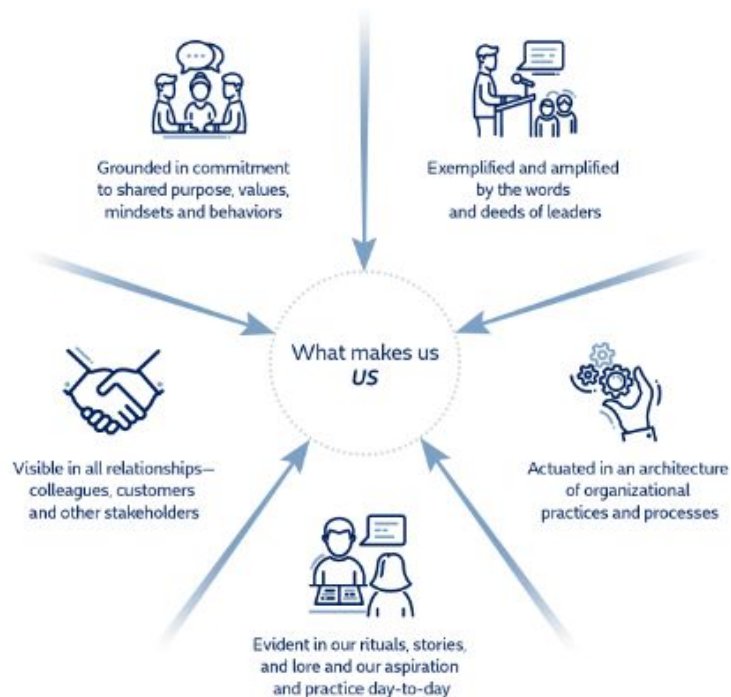 Grounded in commitment
to shared purpose, values,
mindsets and behaviors
Exemplified and amplified
by the words
and deeds of leaders
What makes us
US
Visible in all relationships—
colleagues, customers
and other stakeholders
Actuated in an architecture
of organizational
practices and processes
Evident in our rituals, stories,
and lore and our aspiration
and practice day-to-day